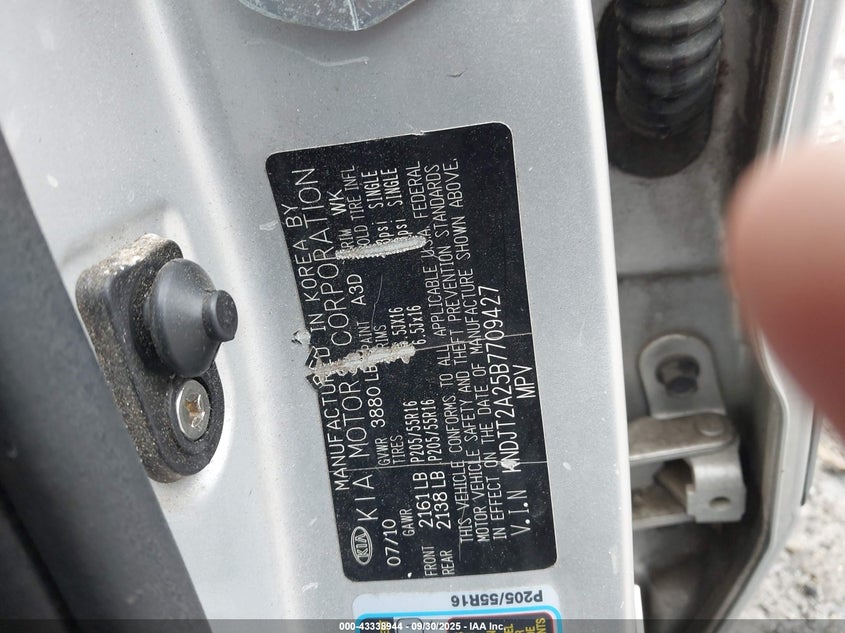 MANUFACTURED IN KOREA BY
KIA MOTORS CORPORATION
07/10 GVWR 3880 LB PAINT A3D TRIM WK
GAWR TIRES RIMS COLD TIRE INFL
FRONT 2161 LB P205/55R16 6.5JX16 psi SINGLE
REAR 2138 LB P205/55R16 6.5Jx16 psi SINGLE
THIS VEHICLE CONFORMS TO ALL APPLICABLE U.S.A. FEDERAL
MOTOR VEHICLE SAFETY AND THEFT PREVENTION STANDARDS
IN EFFECT ON THE DATE OF MANUFACTURE SHOWN ABOVE.
V.I.N KNDJT2A25B7709427
MPV
KIA
P205/55R16
000-43338944 - 09/30/2025 - IAA Inc.